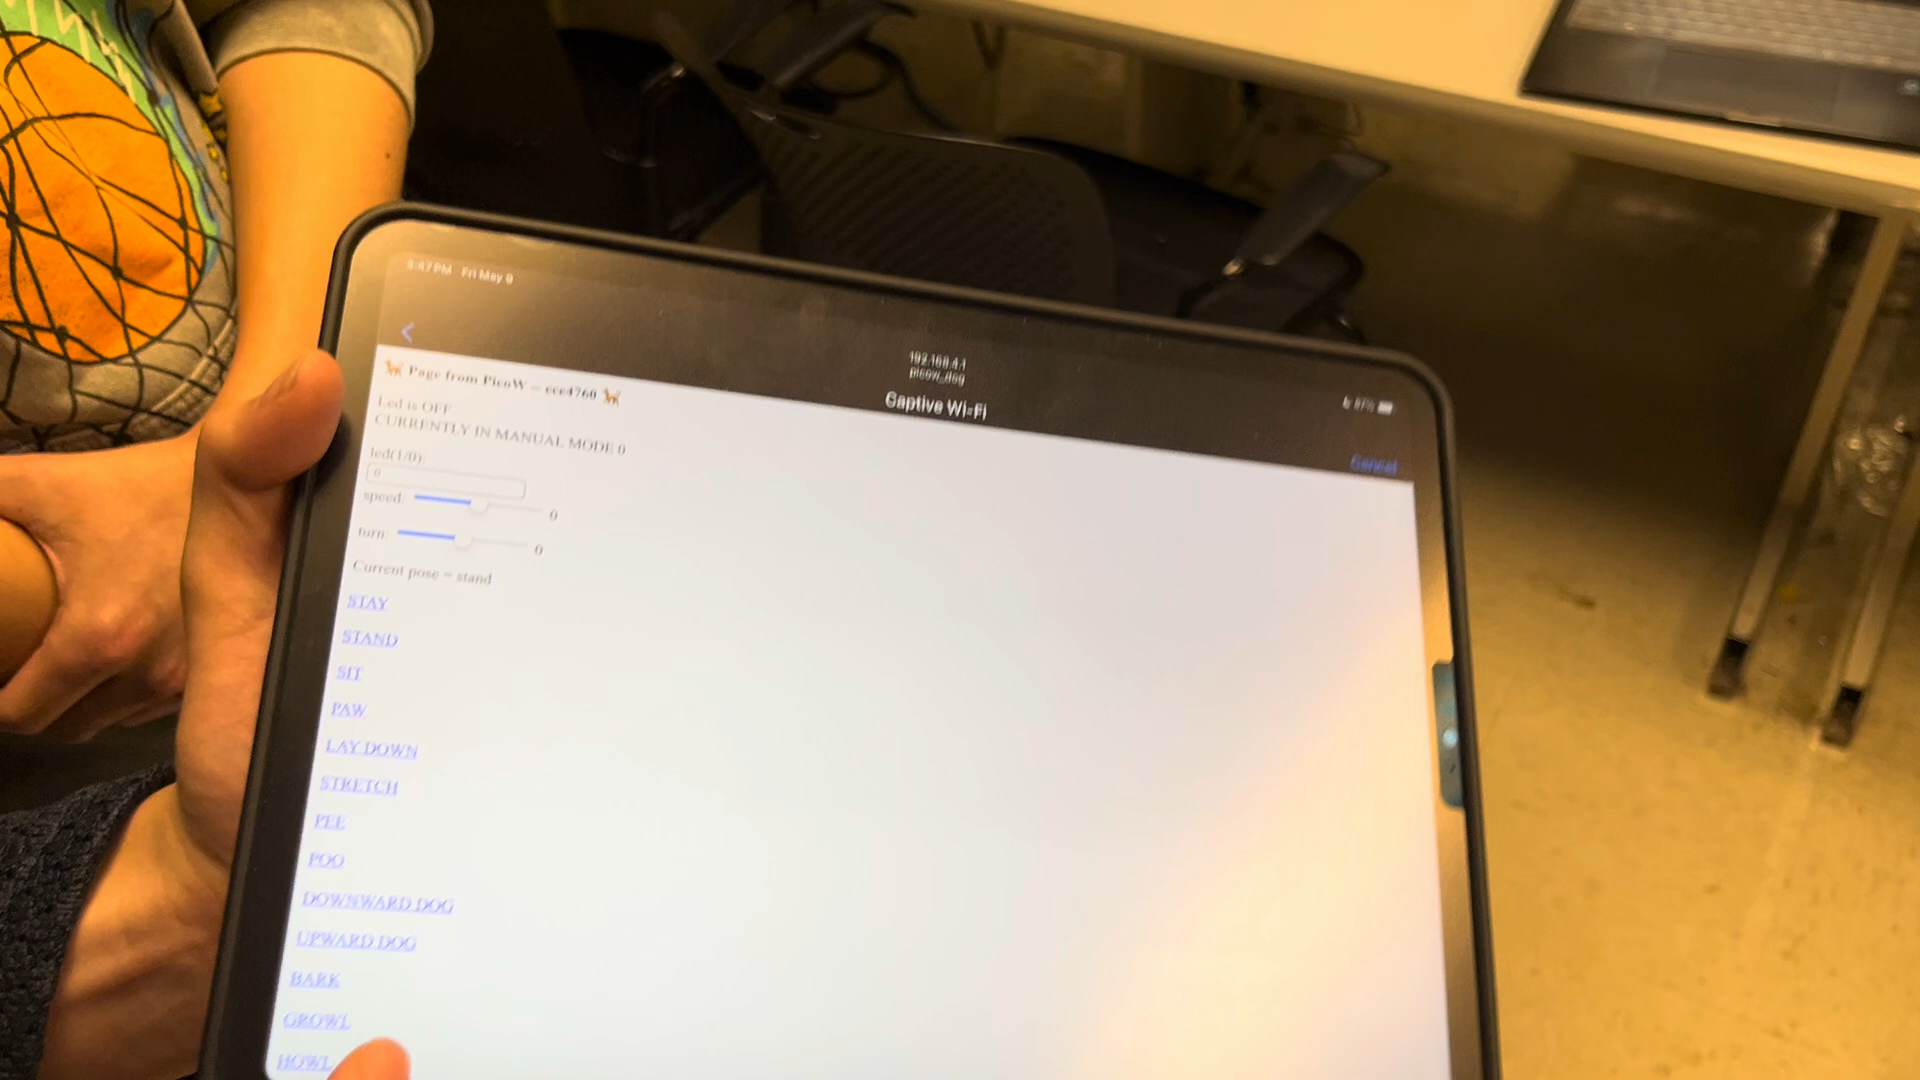 8:47 PM Fri May 9
192.168.4.1
picow_dog
Captive Wi-Fi
Cancel
Page from PicoW -- ece4760
Led is OFF
CURRENTLY IN MANUAL MODE 0
led(1/0):
0
speed: 0
turn: 0
Current pose = stand
STAY
STAND
SIT
PAW
LAY DOWN
STRETCH
PEE
POO
DOWNWARD DOG
UPWARD DOG
BARK
GROWL
HOWL